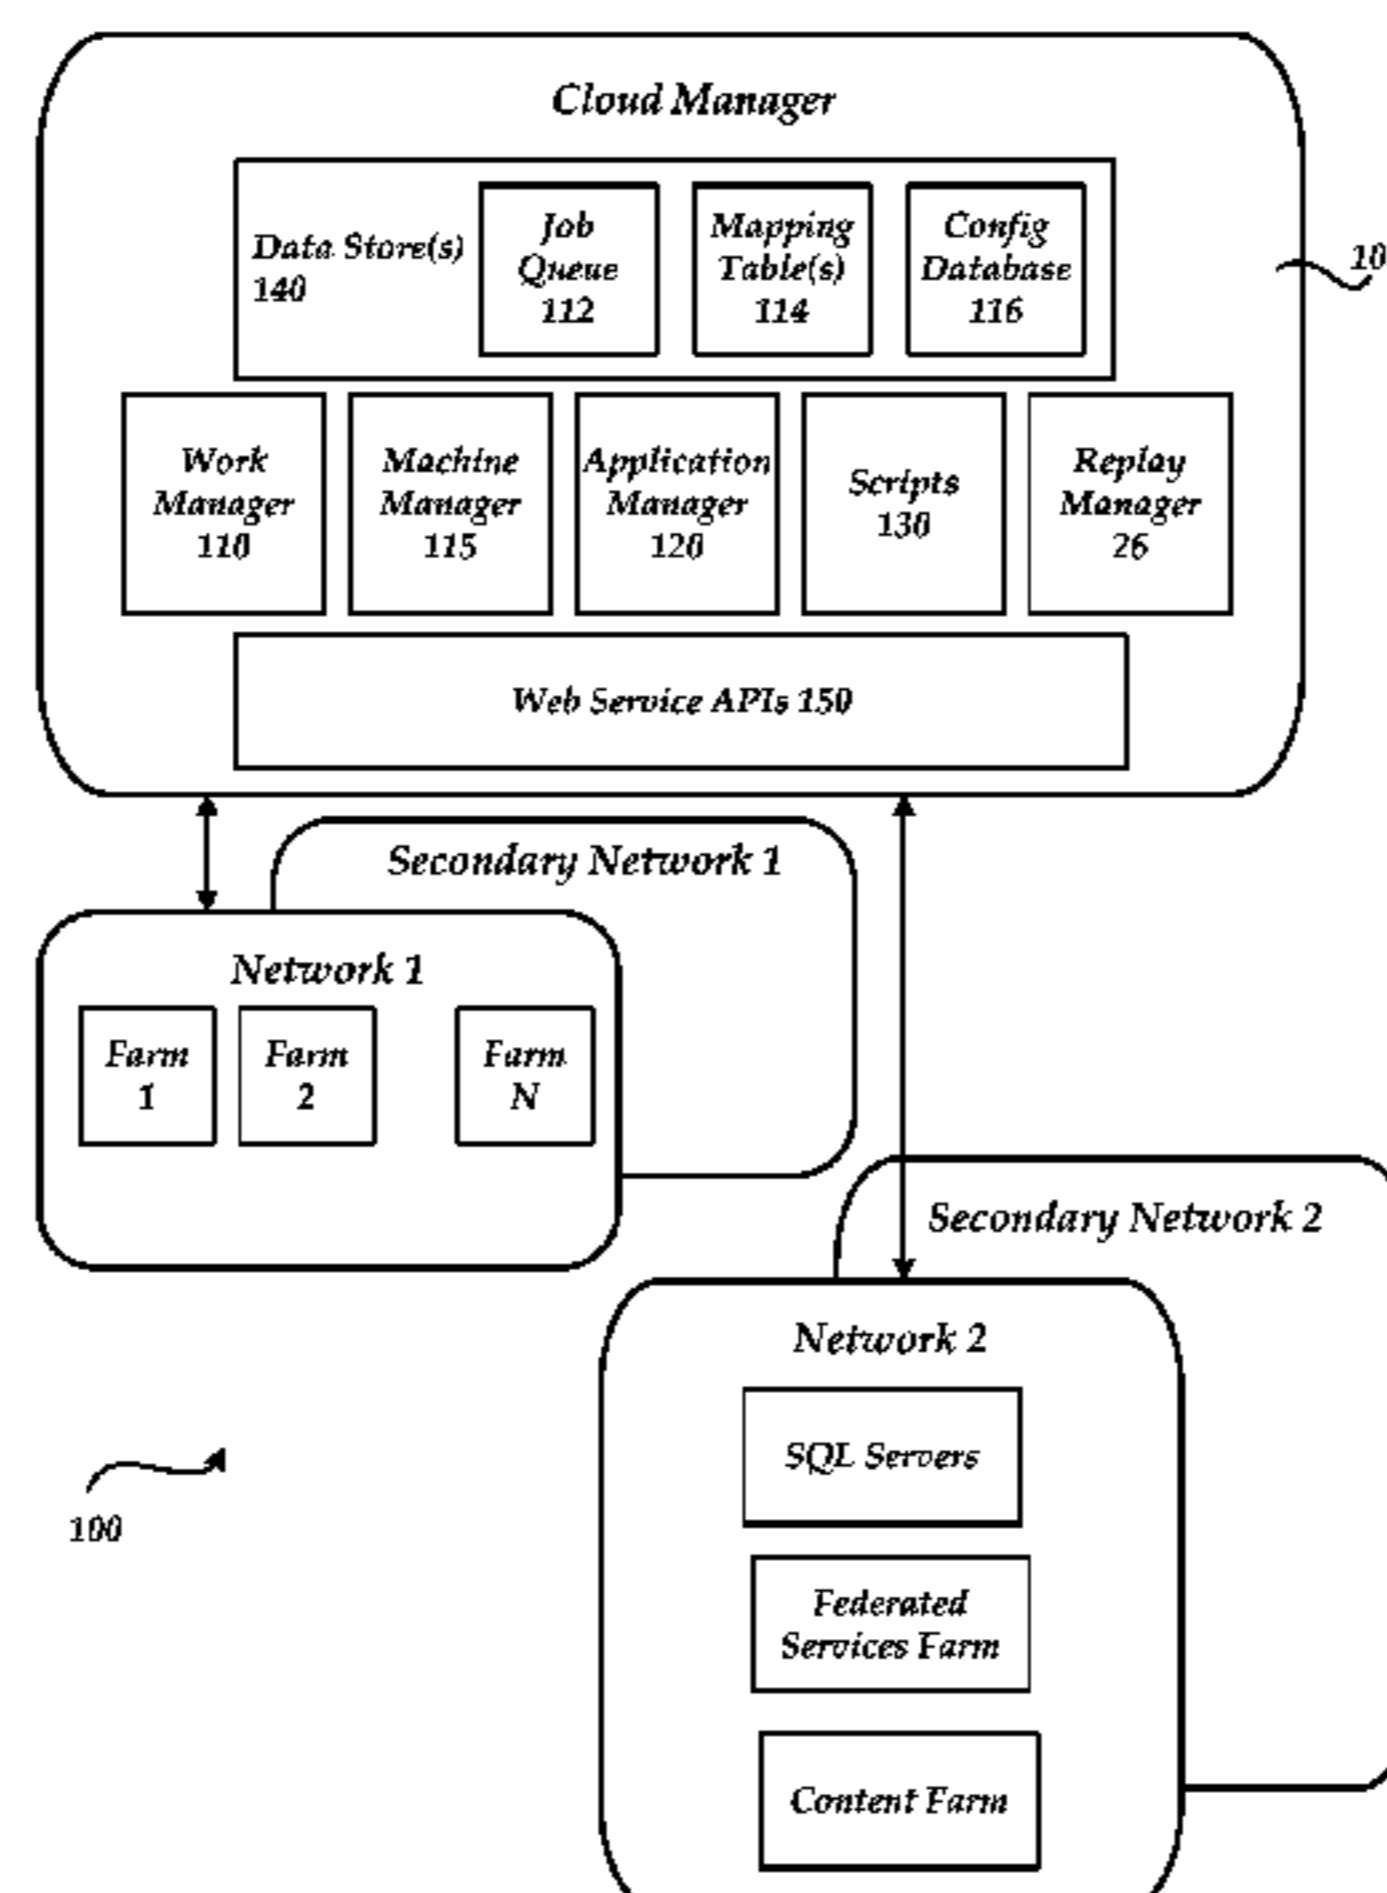 Cloud Manager
Data Store(s)
140
Job
Queue
112
Mapping
Table(s)
114
Config
Database
116
10
Work
Manager
110
Machine
Manager
115
Application
Manager
120
Scripts
130
Replay
Manager
26
Web Service APIs 150
Secondary Network 1
Network 1
Farm
1
Farm
2
Farm
N
Secondary Network 2
Network 2
SQL Servers
Federated
Services Farm
Content Farm
100